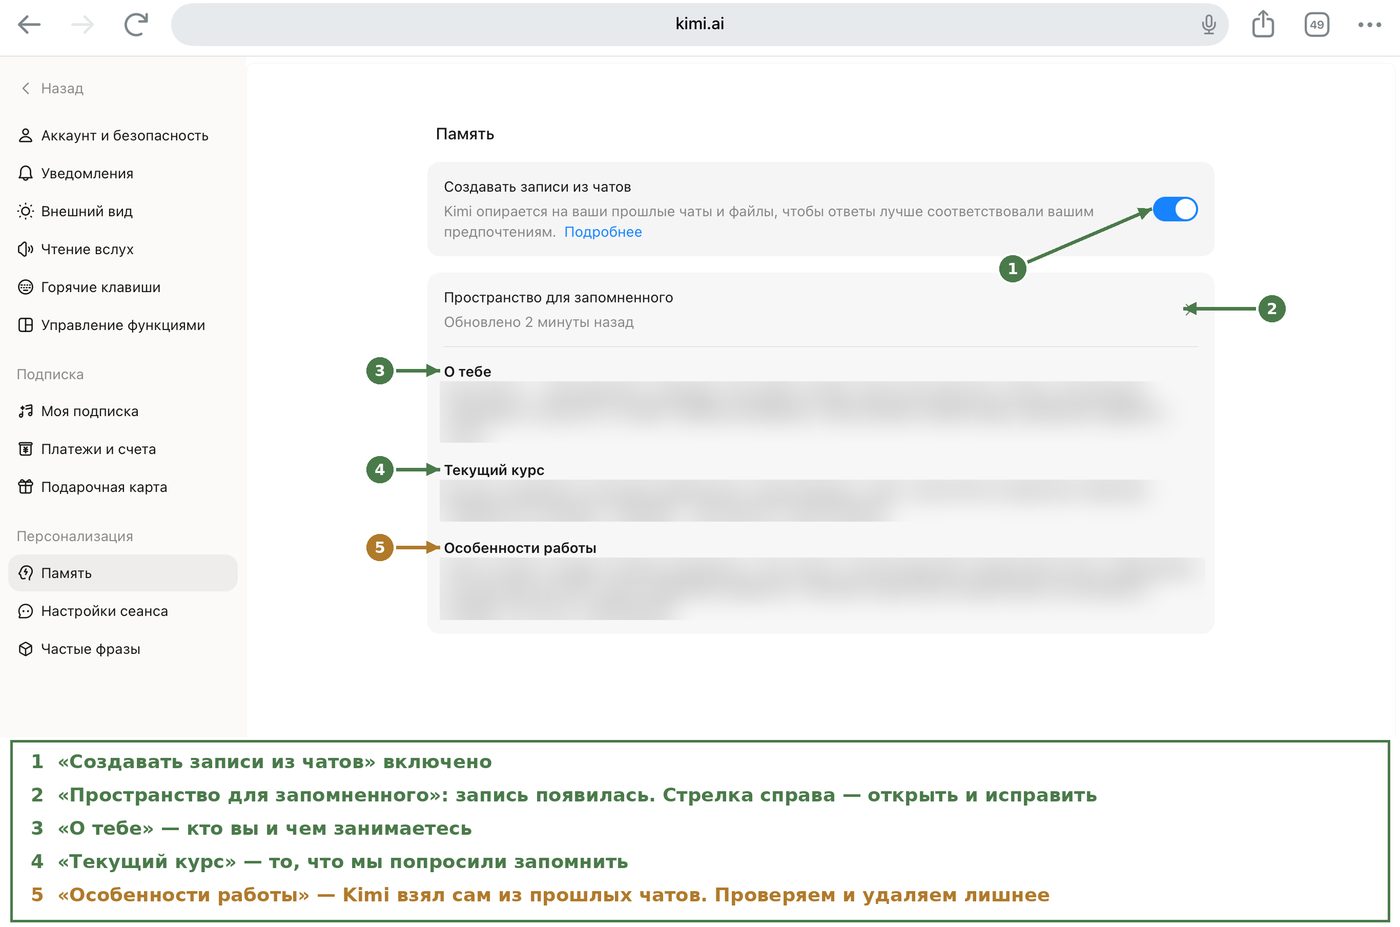 kimi.ai
49
Назад
Аккаунт и безопасность
Уведомления
Внешний вид
Чтение вслух
Горячие клавиши
Управление функциями
Подписка
Моя подписка
Платежи и счета
Подарочная карта
Персонализация
Память
Настройки сеанса
Частые фразы
Память
Создавать записи из чатов
Kimi опирается на ваши прошлые чаты и файлы, чтобы ответы лучше соответствовали вашим
предпочтениям. Подробнее
1
Пространство для запомненного
Обновлено 2 минуты назад
2
3 О тебе
4 Текущий курс
5 Особенности работы
1 «Создавать записи из чатов» включено
2 «Пространство для запомненного»: запись появилась. Стрелка справа — открыть и исправить
3 «О тебе» — кто вы и чем занимаетесь
4 «Текущий курс» — то, что мы попросили запомнить
5 «Особенности работы» — Kimi взял сам из прошлых чатов. Проверяем и удаляем лишнее